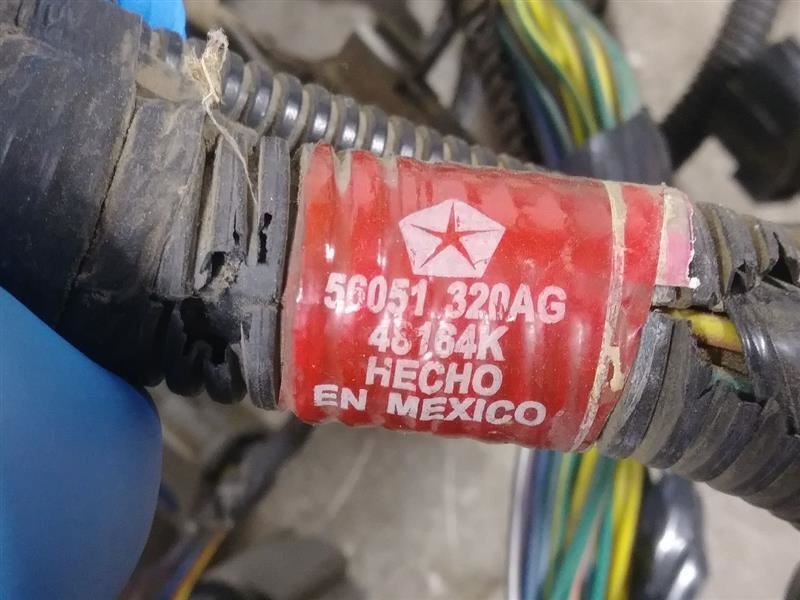 56051 320AG
48164K
HECHO
EN MEXICO